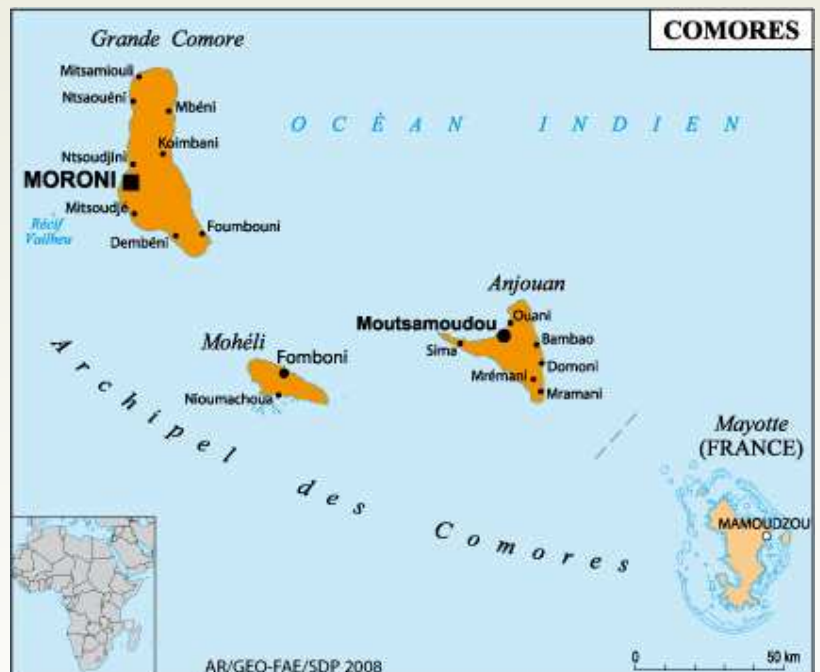 COMORES
Grande Comore
Mitsamiouli
Ntsaouéni
Mbéni
OCÉAN INDIEN
Koimbani
Ntsoudjini
MORONI
Mitsoudjé
Récif
Vailheu
Foumbouni
Dembéni
Anjouan
Moutsamoudou
Ouani
Sima
Bambao
Domoni
Mrémani
Mramani
Mohéli
Fomboni
Nioumachoua
Archipel des Comores
Mayotte
(FRANCE)
MAMOUDZOU
AR/GEO-FAE/SDP 2008
0 50 km